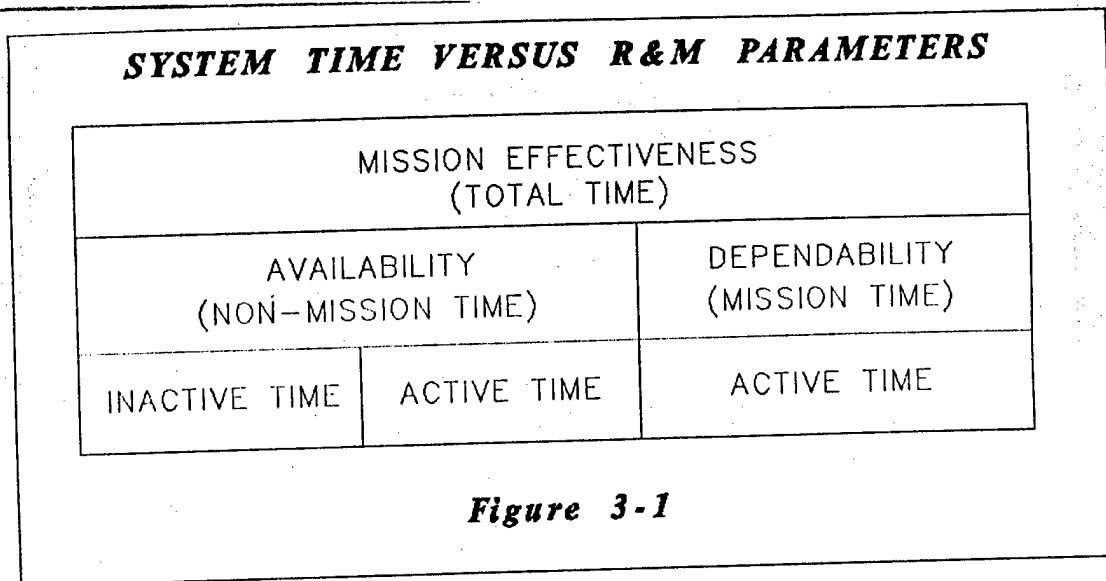 SYSTEM TIME VERSUS R&M PARAMETERS
MISSION EFFECTIVENESS
(TOTAL TIME)
AVAILABILITY
(NON-MISSION TIME)
DEPENDABILITY
(MISSION TIME)
INACTIVE TIME
ACTIVE TIME
ACTIVE TIME
Figure 3-1